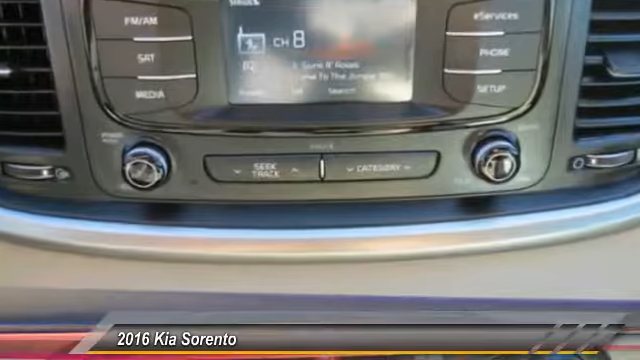 SIRIUS
FM/AM
eServices
CH 8
SAT
PHONE
Guns N' Roses
To The Jungle
MEDIA
SETUP
SEEK
TRACK
CATEGORY
2016 Kia Sorento